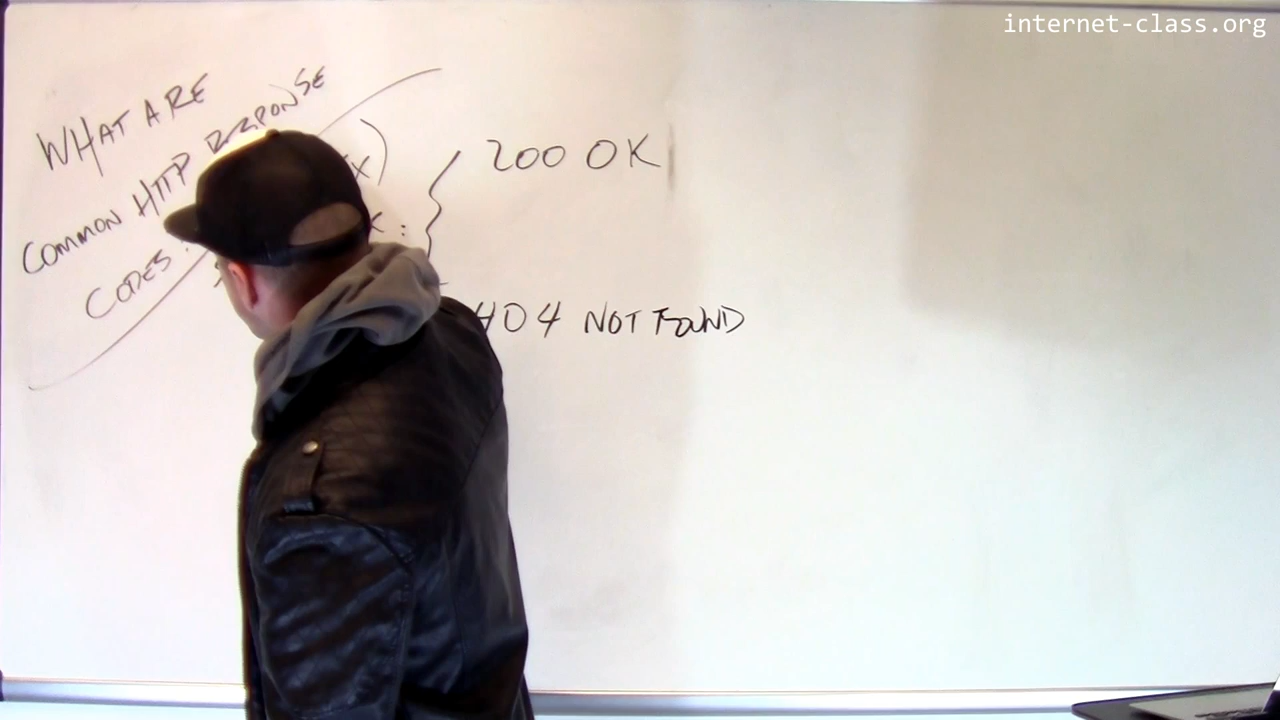 internet-class.org
WHAT ARE
COMMON HTTP RESPONSE
CODES
200 OK
404 NOT FOUND